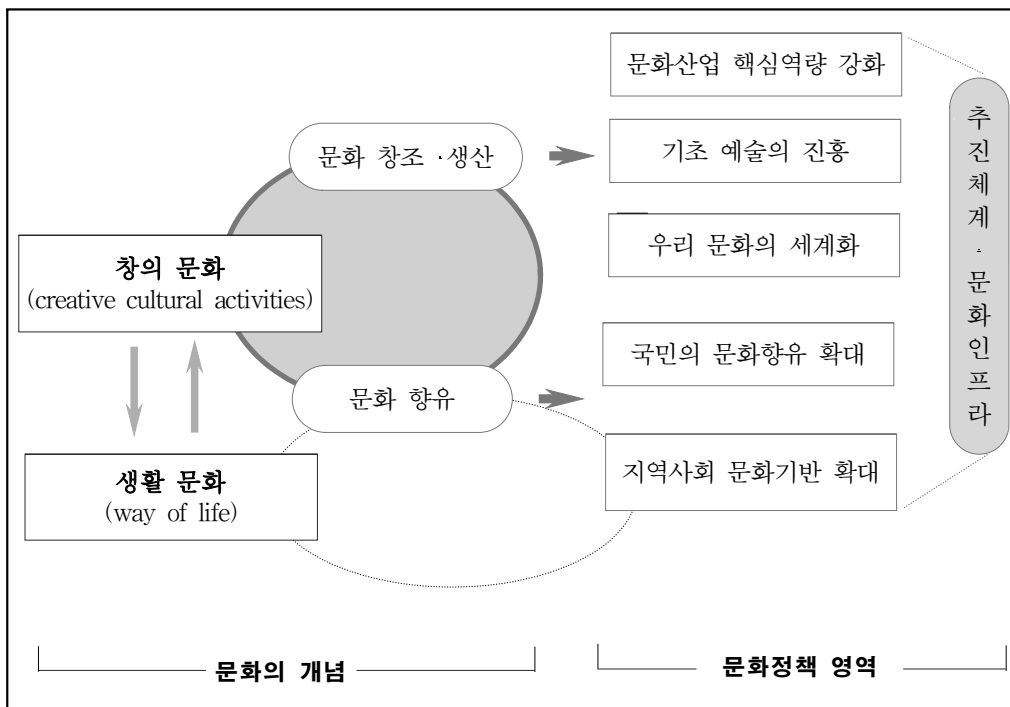 문화산업 핵심역량 강화
문화 창조·생산
기초 예술의 진흥
우리 문화의 세계화
창의 문화
(creative cultural activities)
국민의 문화향유 확대
문화 향유
생활 문화
(way of life)
지역사회 문화기반 확대
추진체계·문화인프라
문화의 개념
문화정책 영역